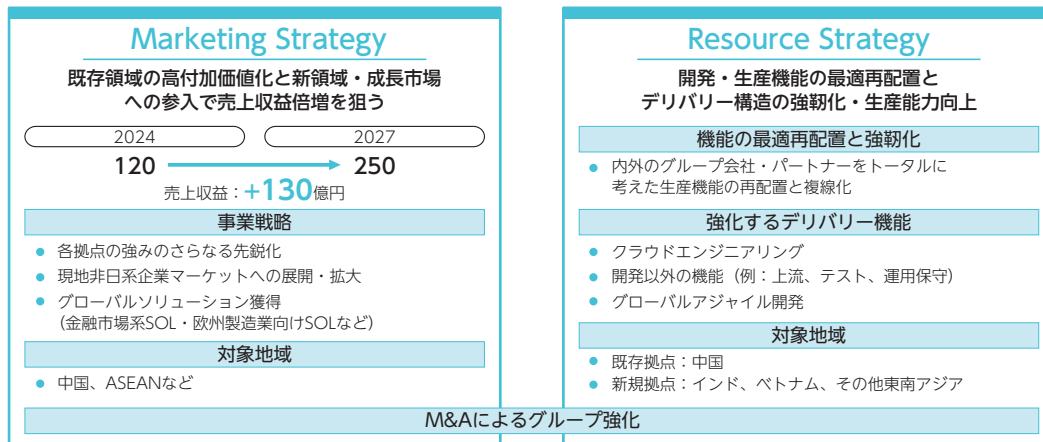 Marketing Strategy
既存領域の高付加価値化と新領域・成長市場
への参入で売上収益倍増を狙う
2024
2027
120
250
売上収益：+130億円
事業戦略
● 各拠点の強みのさらなる先鋭化
● 現地非日系企業マーケットへの展開・拡大
● グローバルソリューション獲得
（金融市場系SOL・欧州製造業向けSOLなど）
対象地域
● 中国、ASEANなど
Resource Strategy
開発・生産機能の最適再配置と
デリバリー構造の強靭化・生産能力向上
機能の最適再配置と強靭化
● 内外のグループ会社・パートナーをトータルに
考えた生産機能の再配置と複線化
強化するデリバリー機能
● クラウドエンジニアリング
● 開発以外の機能（例：上流、テスト、運用保守）
● グローバルアジャイル開発
対象地域
● 既存拠点：中国
● 新規拠点：インド、ベトナム、その他東南アジア
M&Aによるグループ強化